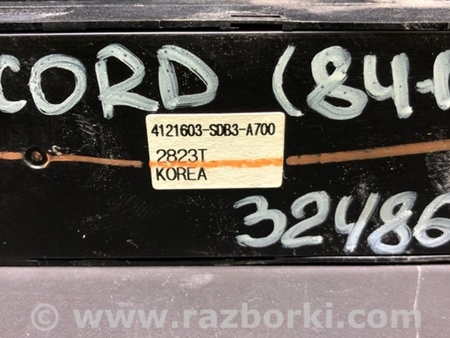 CORD (84-
4121603-SDB3-A700
2823T
KOREA
32486
© www.razborki.com